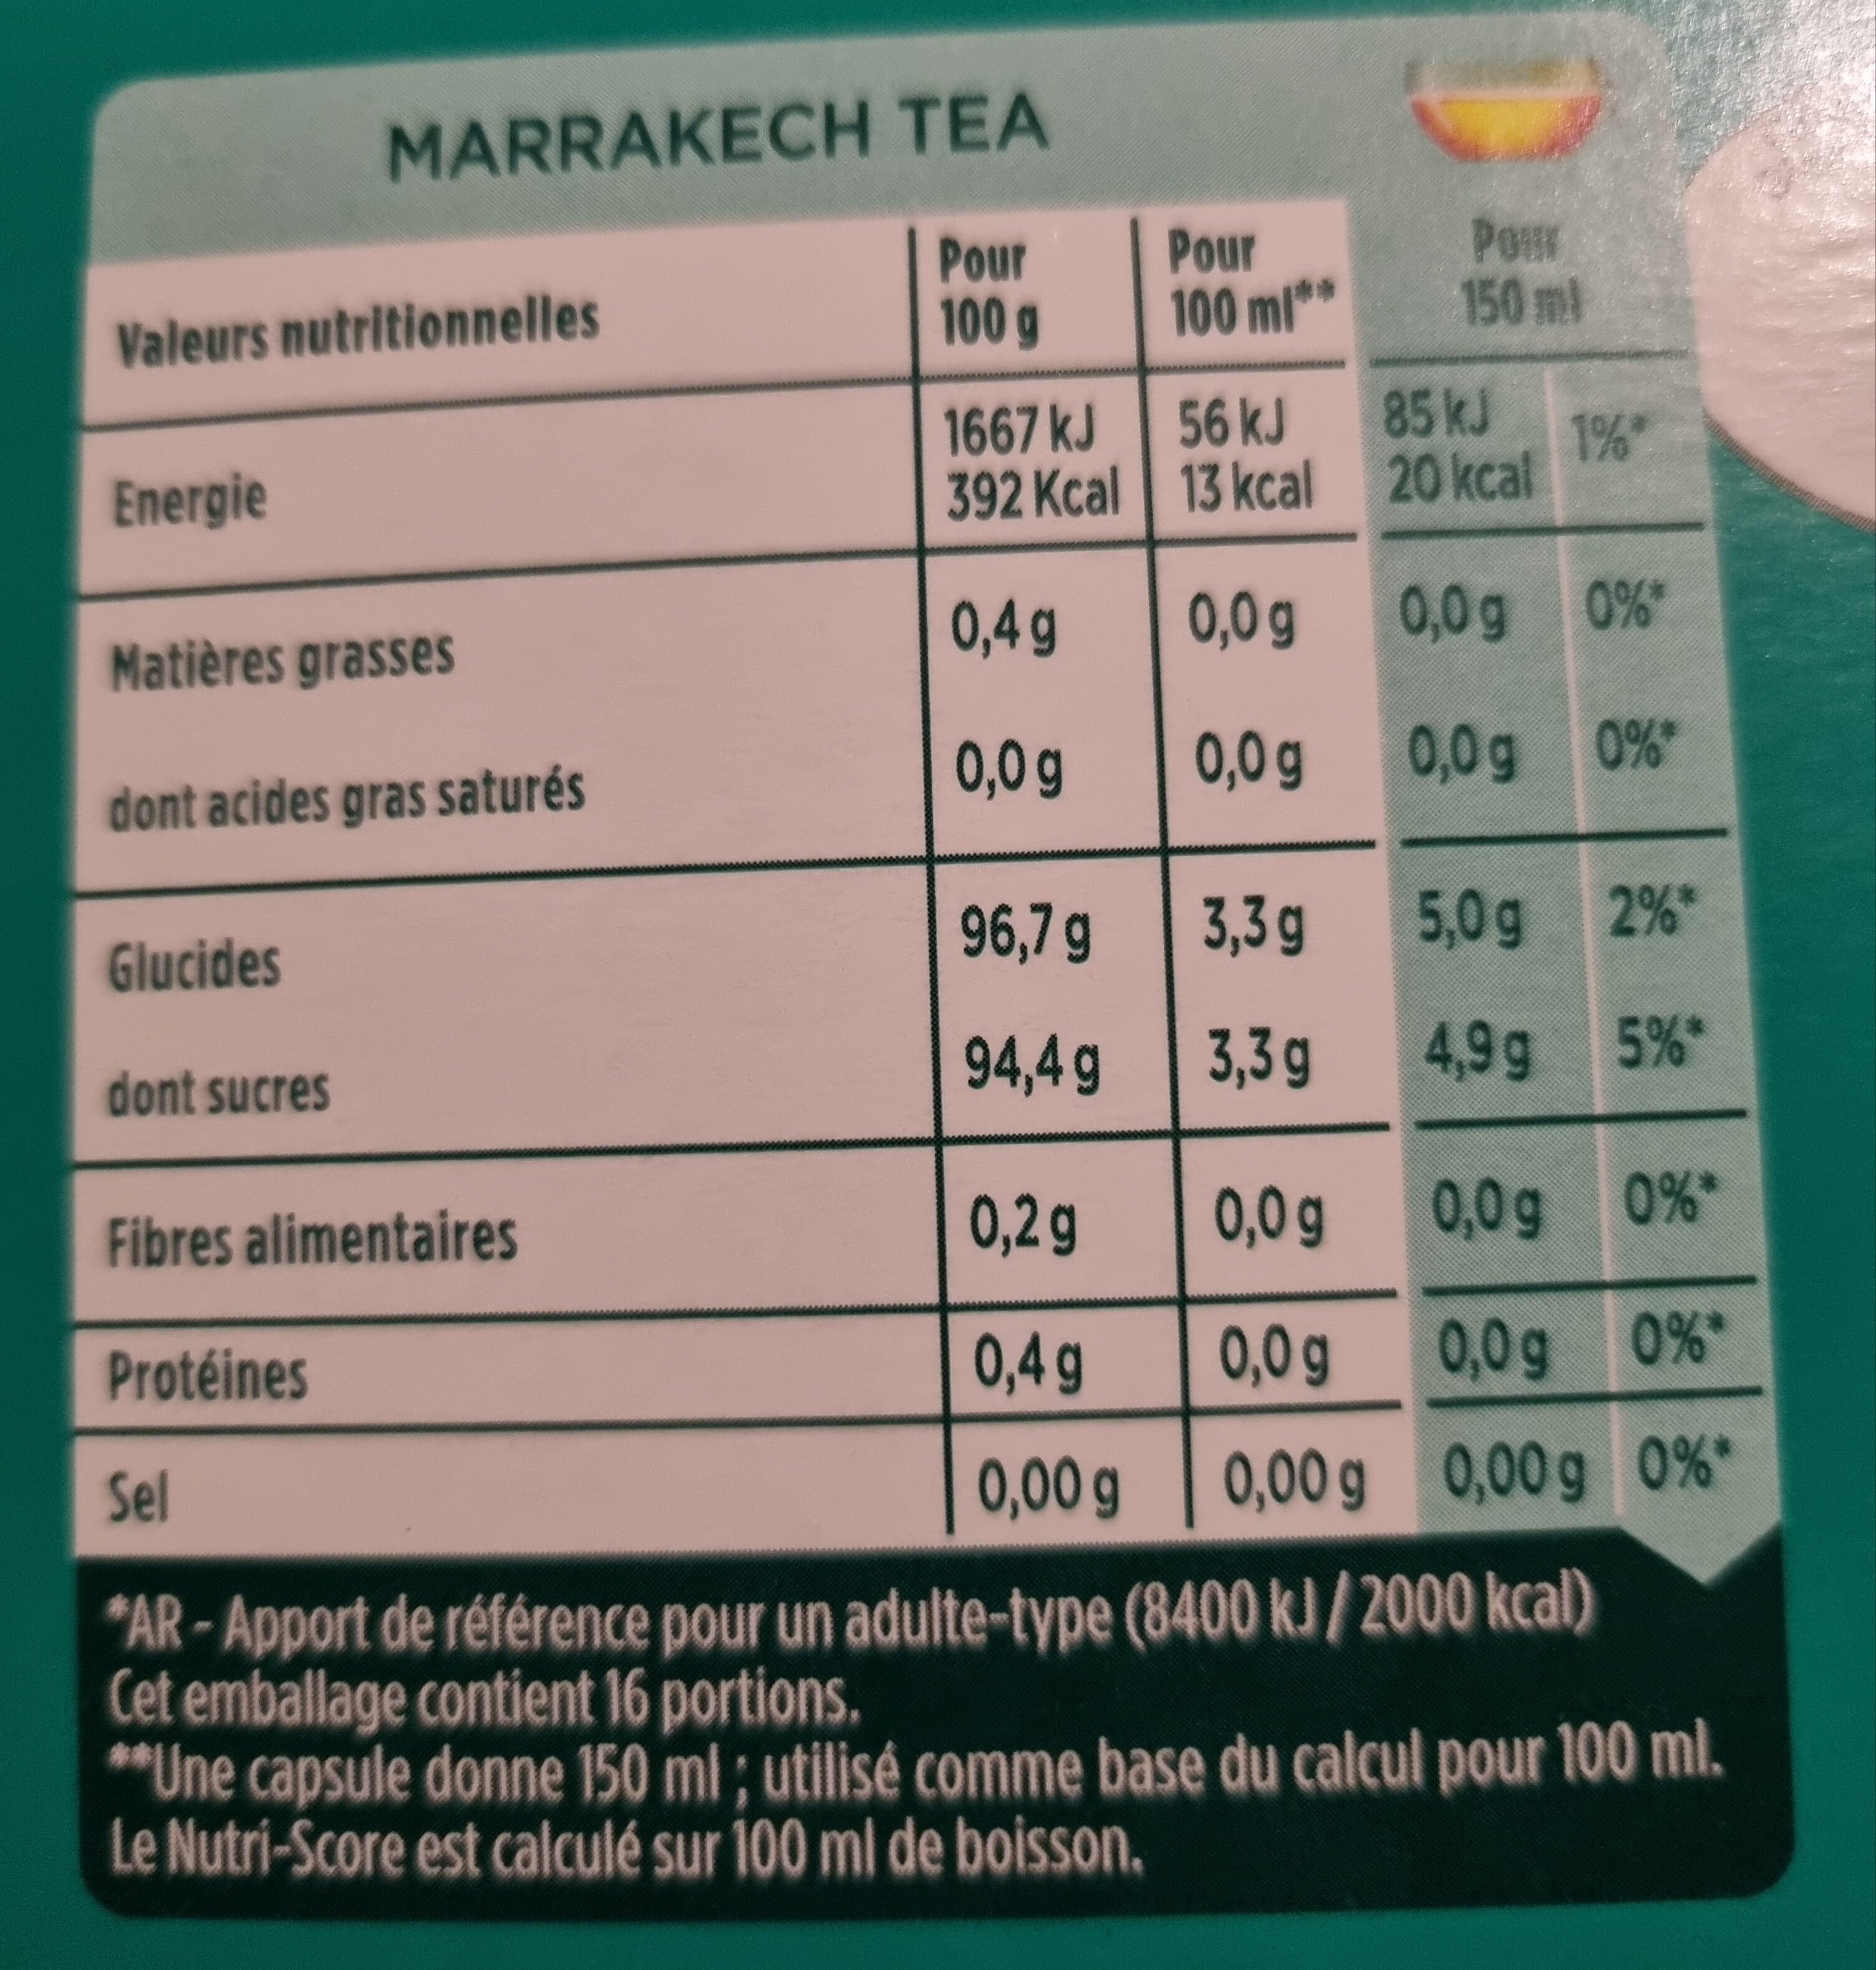 MARRAKECH TEA
Valeurs nutritionnelles Pour 100 g Pour 100 ml** Pour 150 ml
Energie 1667 kJ 392 Kcal 56 kJ 13 kcal 85 kJ 20 kcal 1%*
Matières grasses 0,4 g 0,0 g 0,0 g 0%*
dont acides gras saturés 0,0 g 0,0 g 0,0 g 0%*
Glucides 96,7 g 3,3 g 5,0 g 2%*
dont sucres 94,4 g 3,3 g 4,9 g 5%*
Fibres alimentaires 0,2 g 0,0 g 0,0 g 0%*
Protéines 0,4 g 0,0 g 0,0 g 0%*
Sel 0,00 g 0,00 g 0,00 g 0%*
*AR - Apport de référence pour un adulte-type (8400 kJ / 2000 kcal)
Cet emballage contient 16 portions.
**Une capsule donne 150 ml ; utilisé comme base du calcul pour 100 ml.
Le Nutri-Score est calculé sur 100 ml de boisson.